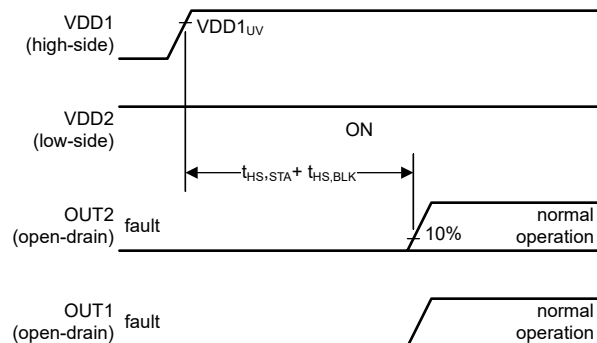 VDD1
(high-side)
VDD1UV
VDD2
(low-side)
ON
tHS,STA+ tHS,BLK
OUT2
(open-drain)
fault
10%
normal
operation
OUT1
(open-drain)
fault
normal
operation